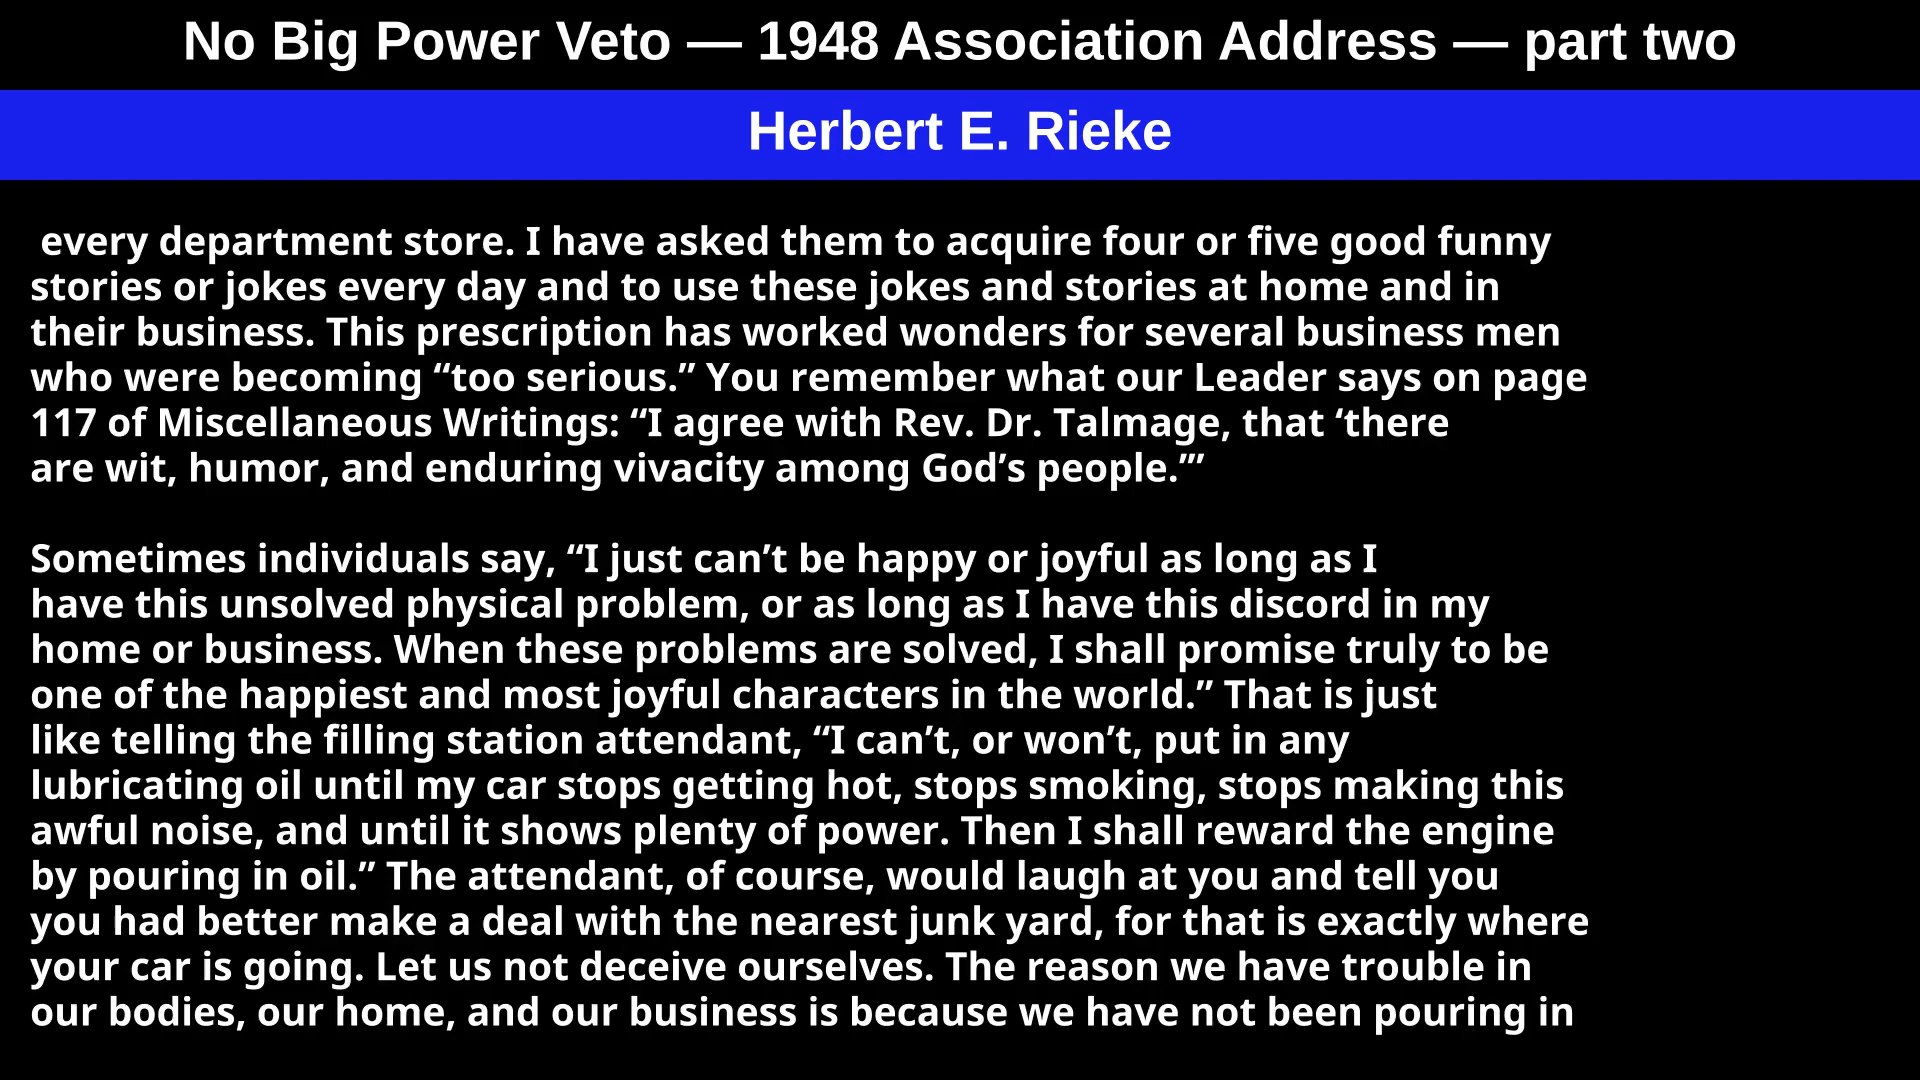 No Big Power Veto — 1948 Association Address — part two
Herbert E. Rieke
every department store. I have asked them to acquire four or five good funny
stories or jokes every day and to use these jokes and stories at home and in
their business. This prescription has worked wonders for several business men
who were becoming “too serious.” You remember what our Leader says on page
117 of Miscellaneous Writings: “I agree with Rev. Dr. Talmage, that ‘there
are wit, humor, and enduring vivacity among God’s people.’”
Sometimes individuals say, “I just can’t be happy or joyful as long as I
have this unsolved physical problem, or as long as I have this discord in my
home or business. When these problems are solved, I shall promise truly to be
one of the happiest and most joyful characters in the world.” That is just
like telling the filling station attendant, “I can’t, or won’t, put in any
lubricating oil until my car stops getting hot, stops smoking, stops making this
awful noise, and until it shows plenty of power. Then I shall reward the engine
by pouring in oil.” The attendant, of course, would laugh at you and tell you
you had better make a deal with the nearest junk yard, for that is exactly where
your car is going. Let us not deceive ourselves. The reason we have trouble in
our bodies, our home, and our business is because we have not been pouring in